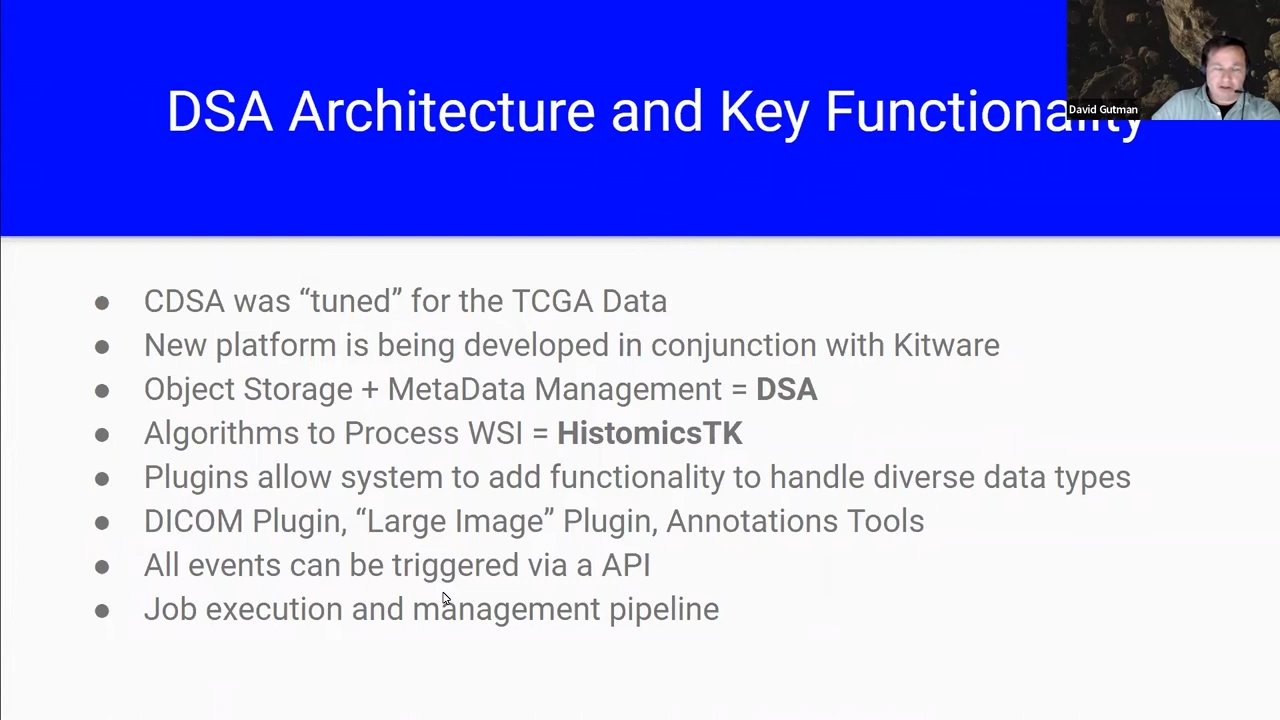 DSA Architecture and Key Functionality
David Gutman
● CDSA was “tuned” for the TCGA Data
● New platform is being developed in conjunction with Kitware
● Object Storage + MetaData Management = DSA
● Algorithms to Process WSI = HistomicsTK
● Plugins allow system to add functionality to handle diverse data types
● DICOM Plugin, “Large Image” Plugin, Annotations Tools
● All events can be triggered via a API
● Job execution and management pipeline